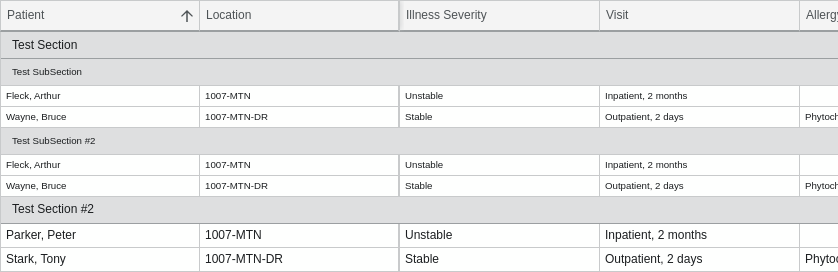 Patient Location Illness Severity Visit Allergy
Test Section
Test SubSection
Fleck, Arthur 1007-MTN Unstable Inpatient, 2 months
Wayne, Bruce 1007-MTN-DR Stable Outpatient, 2 days Phytoch
Test SubSection #2
Fleck, Arthur 1007-MTN Unstable Inpatient, 2 months
Wayne, Bruce 1007-MTN-DR Stable Outpatient, 2 days Phytoch
Test Section #2
Parker, Peter 1007-MTN Unstable Inpatient, 2 months
Stark, Tony 1007-MTN-DR Stable Outpatient, 2 days Phytoc